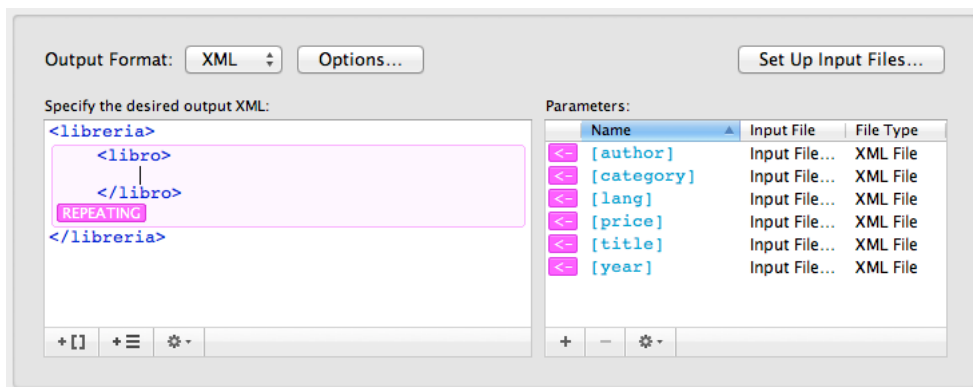 Output Format: XML Options... Set Up Input Files...
Specify the desired output XML:
<libreria>
<libro>
</libro>
REPEATING
</libreria>
+[] +
Parameters:
Name Input File File Type
<- [author] Input File... XML File
<- [category] Input File... XML File
<- [lang] Input File... XML File
<- [price] Input File... XML File
<- [title] Input File... XML File
<- [year] Input File... XML File
+ −